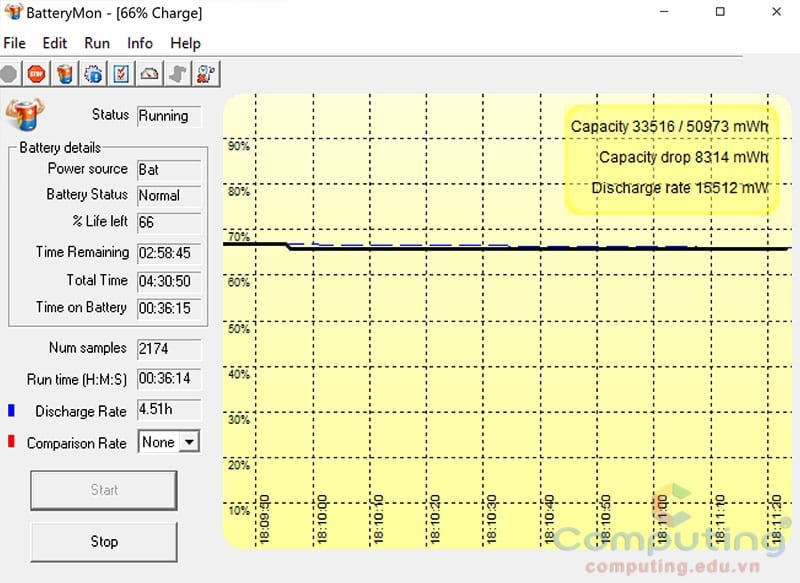 BatteryMon - [66% Charge]
File Edit Run Info Help
STOP
Status Running
Battery details
Power source Bat
Battery Status Normal
% Life left 66
Time Remaining 02:58:45
Total Time 04:30:50
Time on Battery 00:36:15
Num samples 2174
Run time (H:M:S) 00:36:14
Discharge Rate 4.51h
Comparison Rate None
Start
Stop
Capacity 33516 / 50973 mWh
Capacity drop 8314 mWh
Discharge rate 15512 mW
90%
80%
70%
60%
50%
40%
30%
20%
10%
18:09:50 18:10:00 18:10:10 18:10:20 18:10:30 18:10:40 18:10:50 18:11:00 18:11:10 18:11:20
Computing®
computing.edu.vn